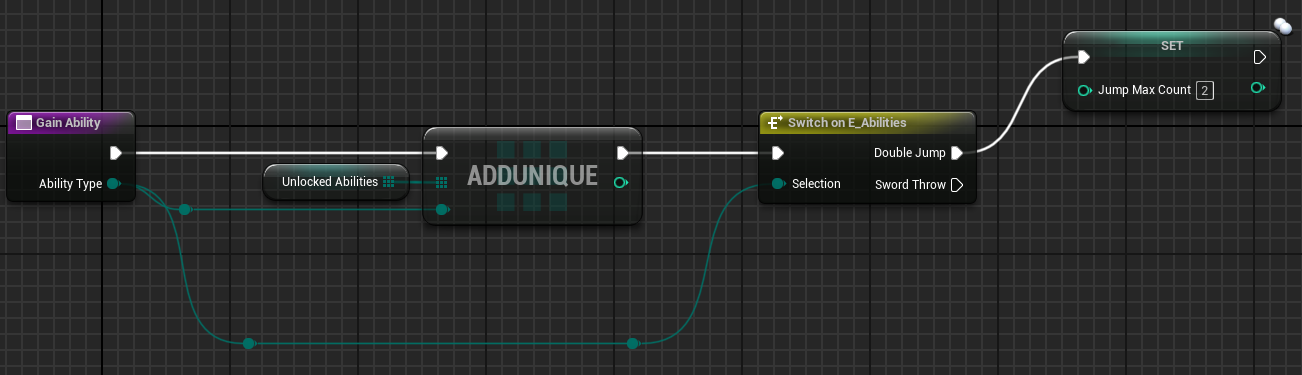 SET
Jump Max Count 2
Gain Ability
Switch on E_Abilities
Double Jump
Unlocked Abilities
ADDUNIQUE
Ability Type
Selection
Sword Throw